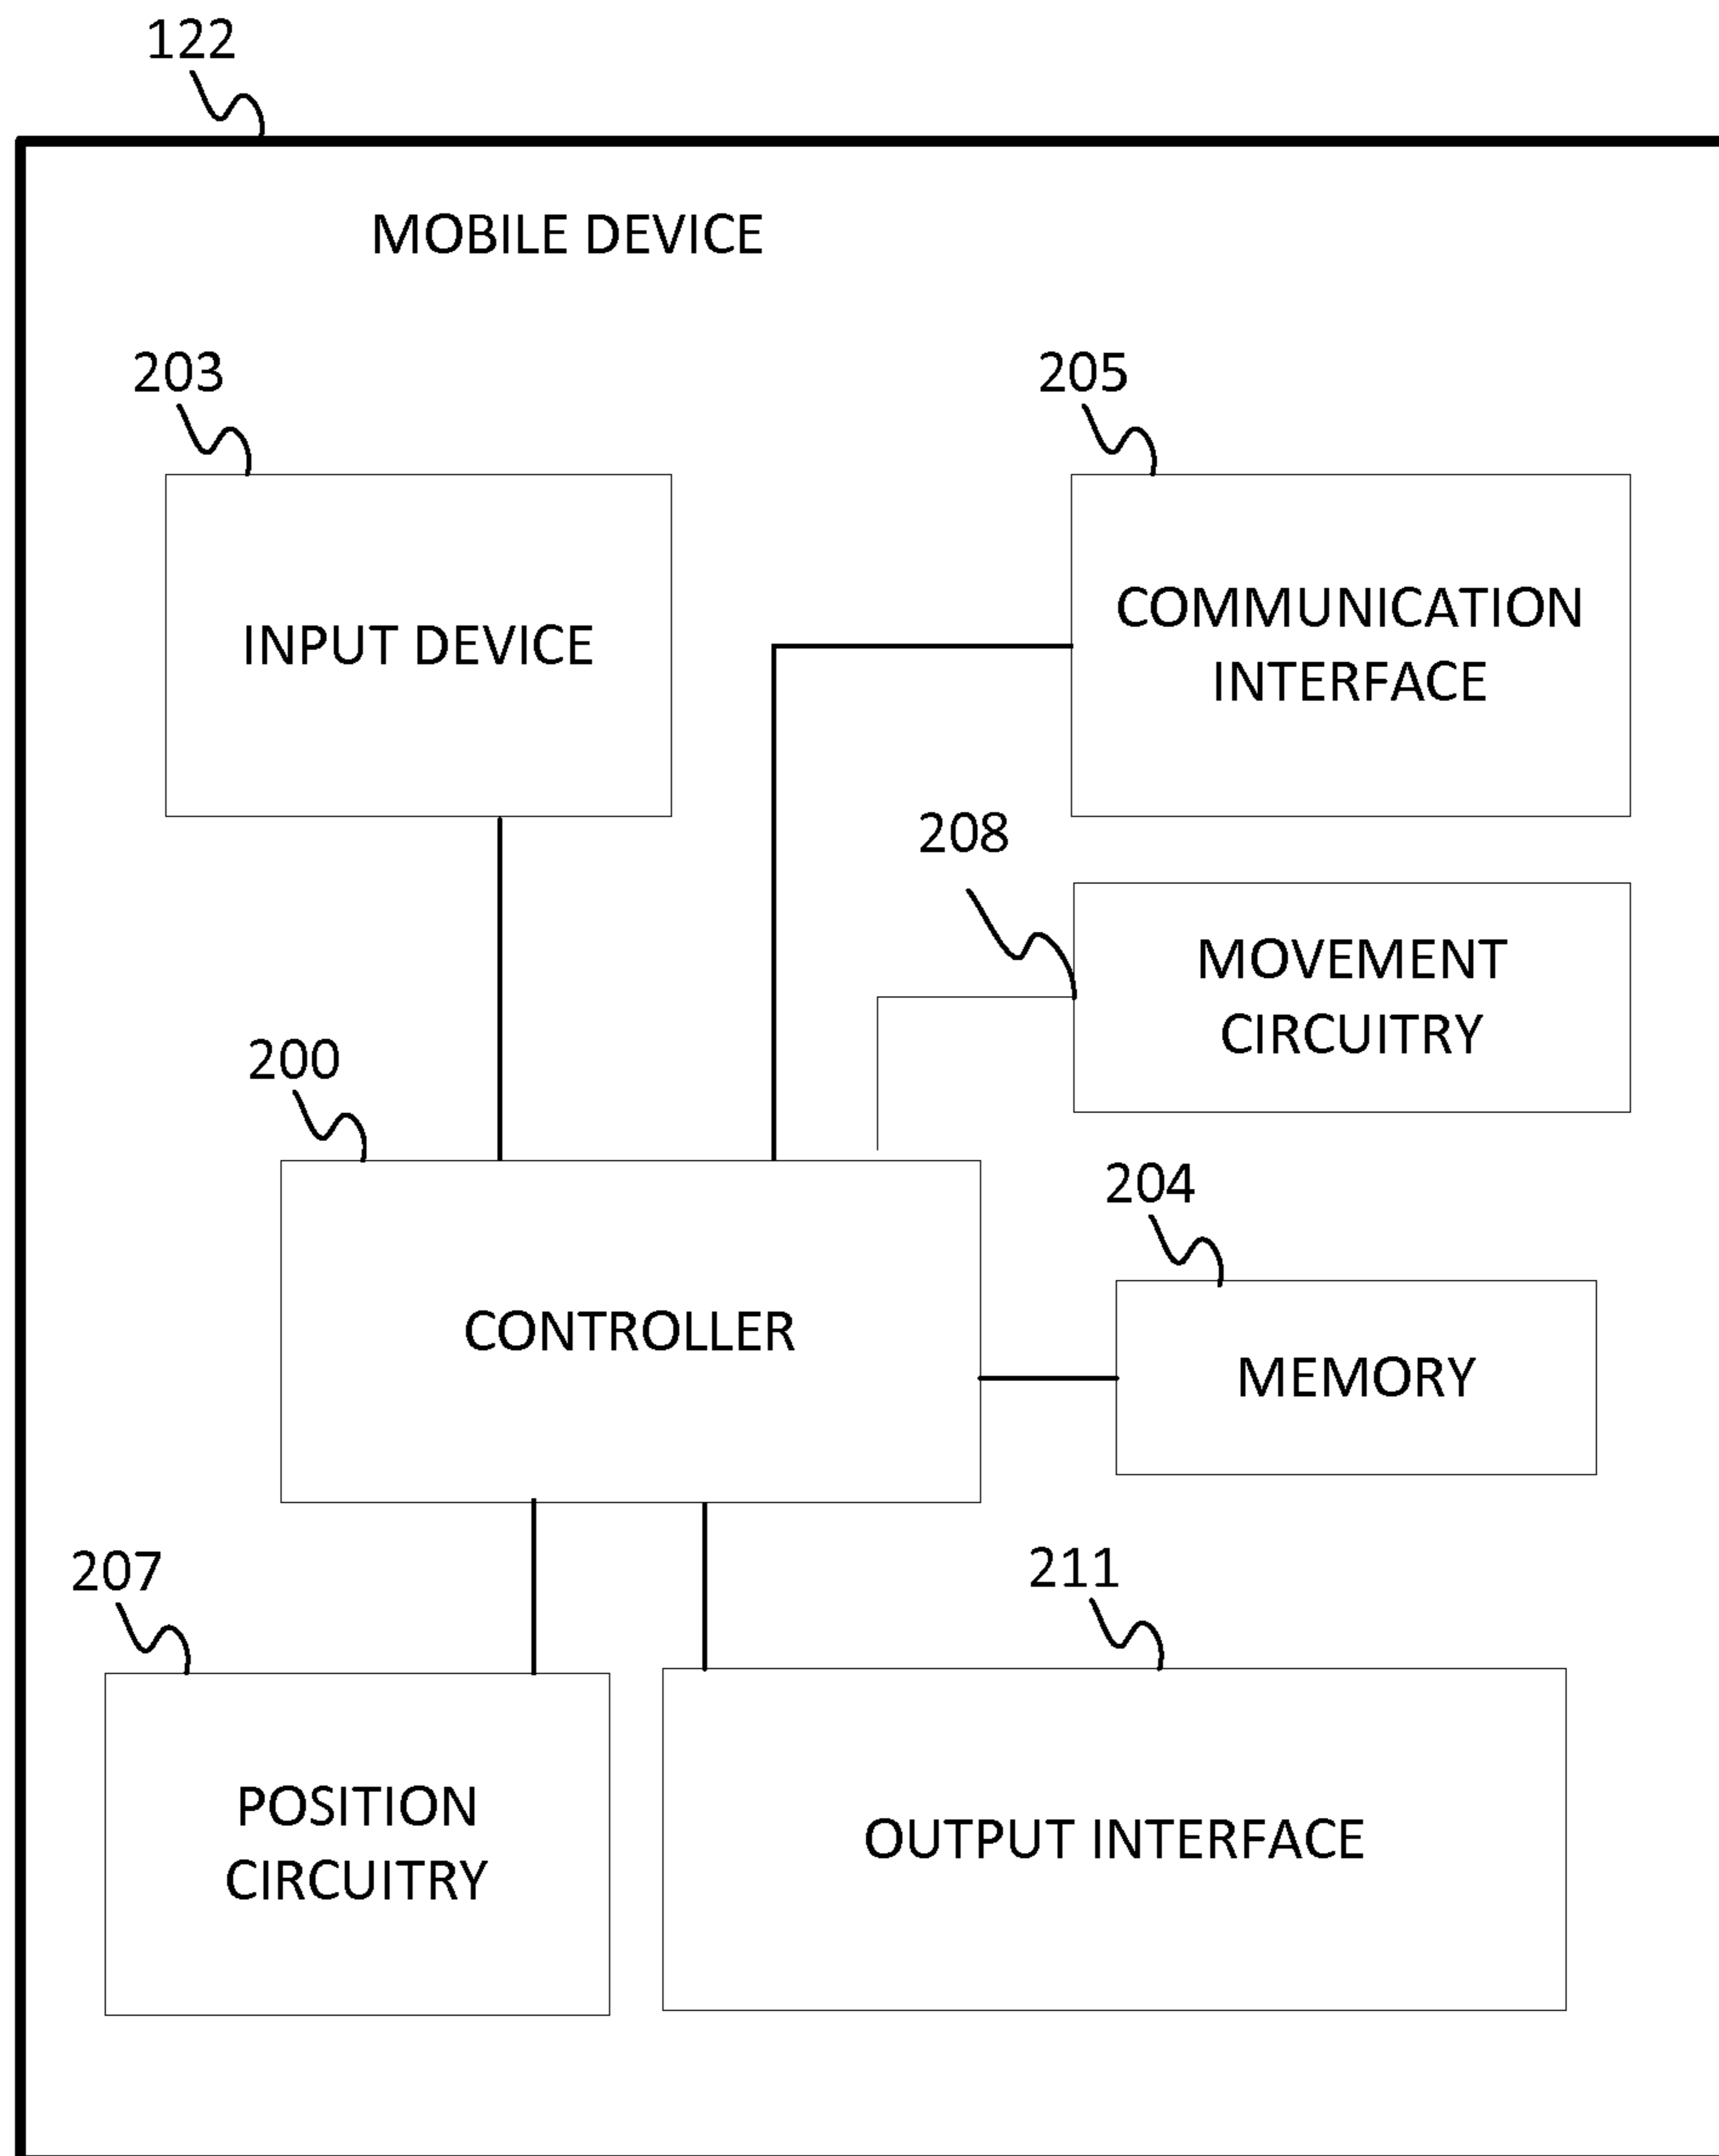 122
MOBILE DEVICE
203
205
INPUT DEVICE
COMMUNICATION
INTERFACE
208
MOVEMENT
CIRCUITRY
200
204
CONTROLLER
MEMORY
207
211
POSITION
CIRCUITRY
OUTPUT INTERFACE